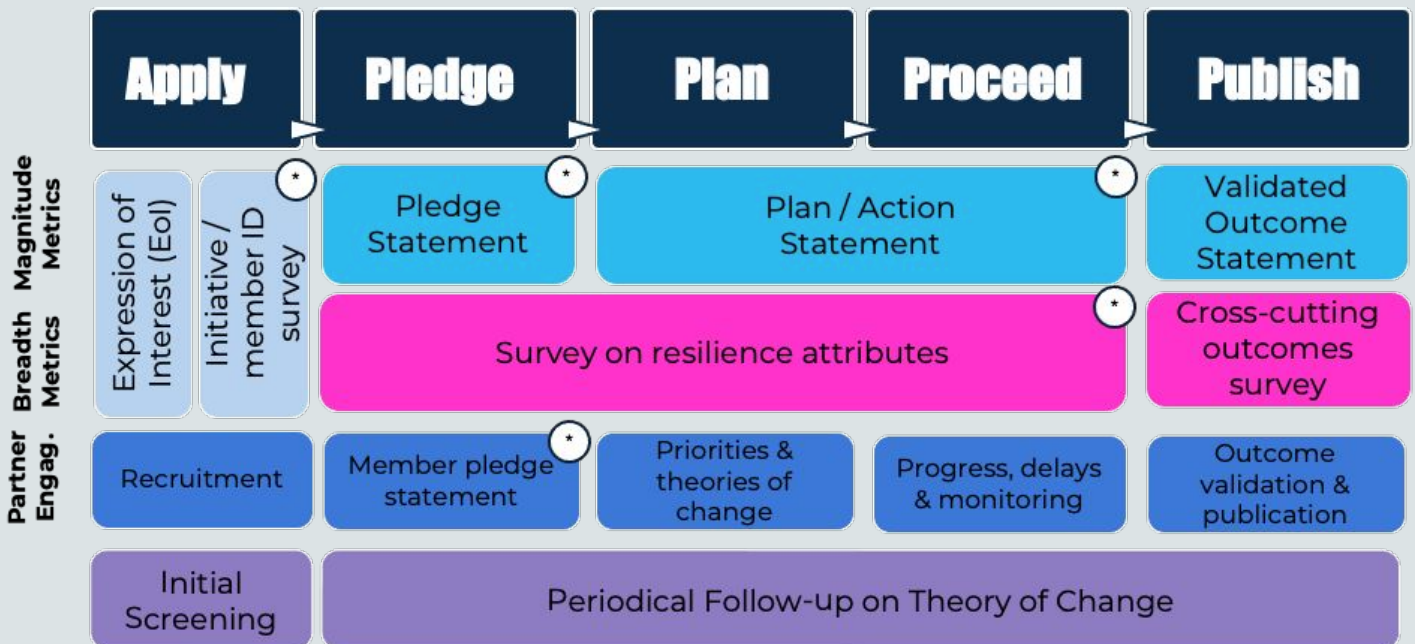 Apply
Pledge
Plan
Proceed
Publish
Magnitude
Metrics
Breadth
Metrics
Partner
Engag.
Expression of
Interest (EoI)
Initiative /
member ID
survey
*
Pledge
Statement
*
Plan / Action
Statement
*
Validated
Outcome
Statement
Survey on resilience attributes
*
Cross-cutting
outcomes
survey
Recruitment
Member pledge
statement
*
Priorities &
theories of
change
Progress, delays
& monitoring
Outcome
validation &
publication
Initial
Screening
Periodical Follow-up on Theory of Change